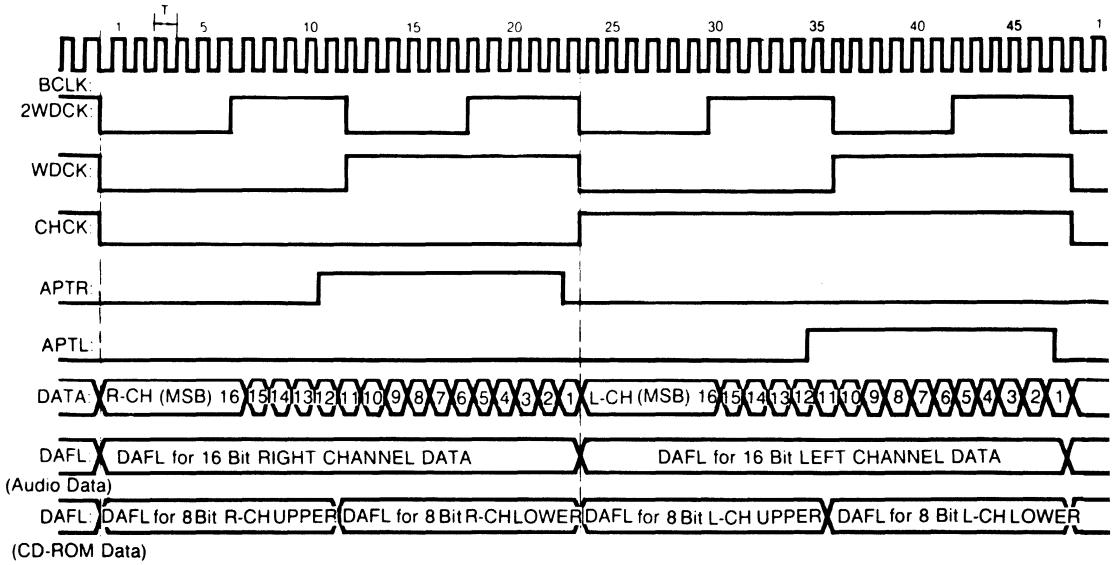 T
1 5 10 15 20 25 30 35 40 45 1
BCLK:
2WDCK:
WDCK:
CHCK:
APTR:
APTL:
DATA: R-CH (MSB) 16 15 14 13 12 11 10 9 8 7 6 5 4 3 2 1 L-CH (MSB) 16 15 14 13 12 11 10 9 8 7 6 5 4 3 2 1
DAFL: DAFL for 16 Bit RIGHT CHANNEL DATA DAFL for 16 Bit LEFT CHANNEL DATA
(Audio Data)
DAFL: DAFL for 8 Bit R-CH UPPER DAFL for 8 Bit R-CH LOWER DAFL for 8 Bit L-CH UPPER DAFL for 8 Bit L-CH LOWER
(CD-ROM Data)